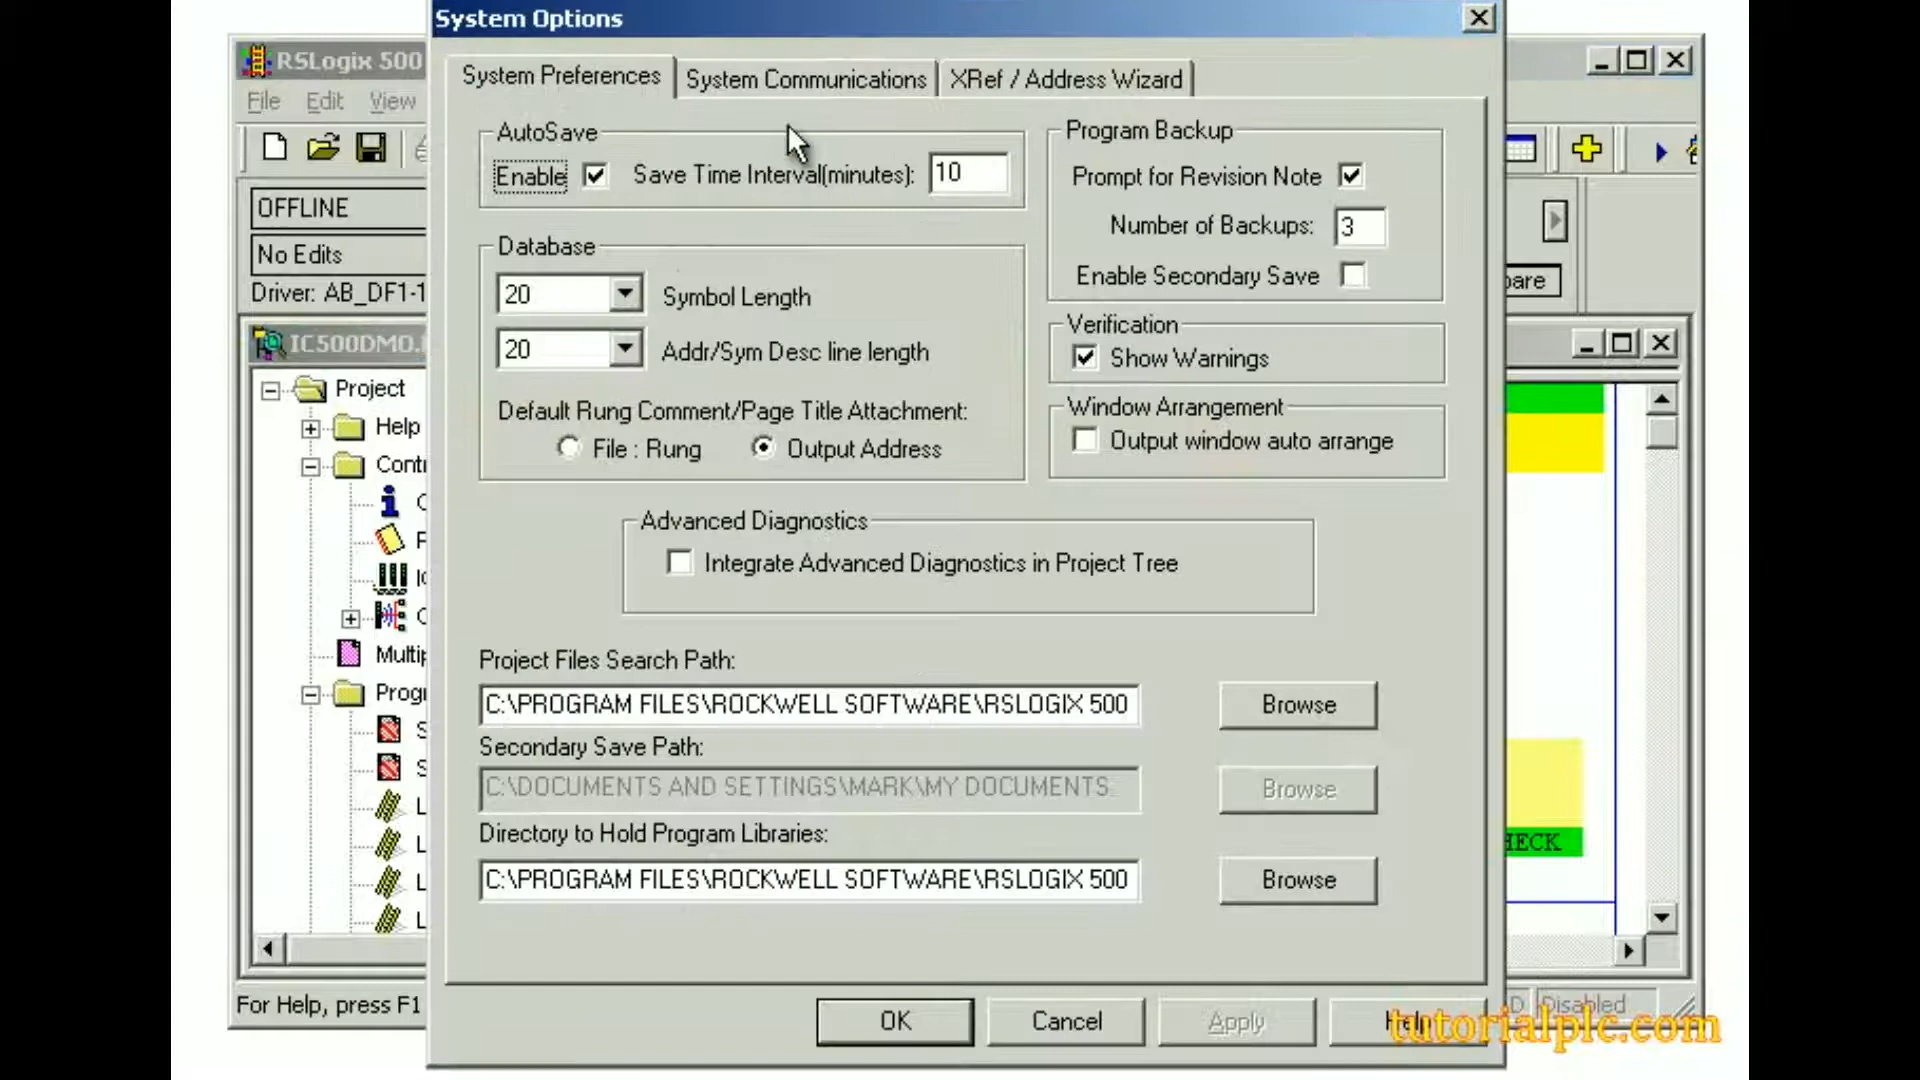 System Options
RSLogix 500
File Edit View
OFFLINE
No Edits
Driver: AB_DF1-1
IC500DMO.
Project
Help
Multip
System Preferences
System Communications
XRef / Address Wizard
AutoSave
Enable
Save Time Interval(minutes):
10
Database
20
Symbol Length
20
Addr/Sym Desc line length
Default Rung Comment/Page Title Attachment:
File : Rung
Output Address
Program Backup
Prompt for Revision Note
Number of Backups:
3
Enable Secondary Save
Verification
Show Warnings
Window Arrangement
Output window auto arrange
Advanced Diagnostics
Integrate Advanced Diagnostics in Project Tree
Project Files Search Path:
C:\PROGRAM FILES\ROCKWELL SOFTWARE\RSLOGIX 500
Browse
Secondary Save Path:
C:\DOCUMENTS AND SETTINGS\MARK\MY DOCUMENTS
Browse
Directory to Hold Program Libraries:
C:\PROGRAM FILES\ROCKWELL SOFTWARE\RSLOGIX 500
Browse
OK
Cancel
Apply
Help
For Help, press F1
Disabled
tutorialplc.com